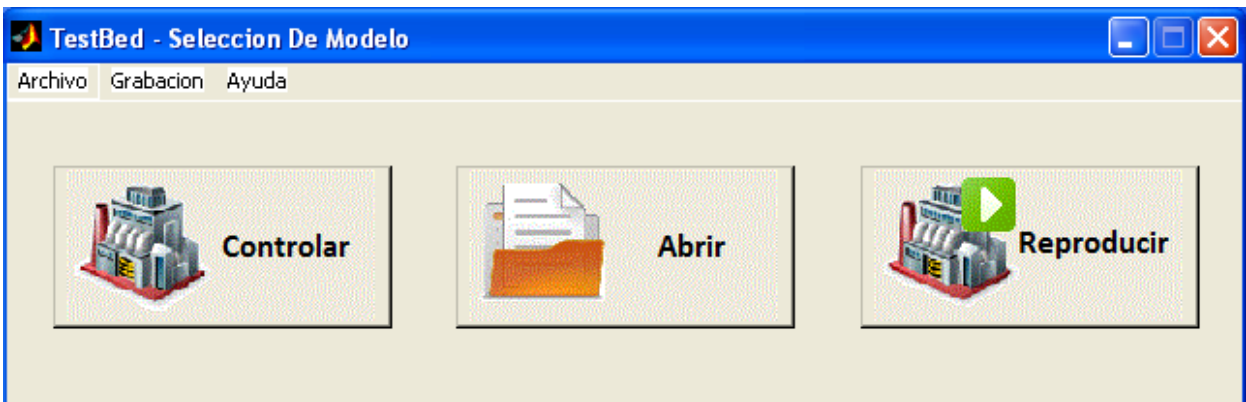 TestBed - Seleccion De Modelo
Archivo Grabacion Ayuda
Controlar Abrir Reproducir